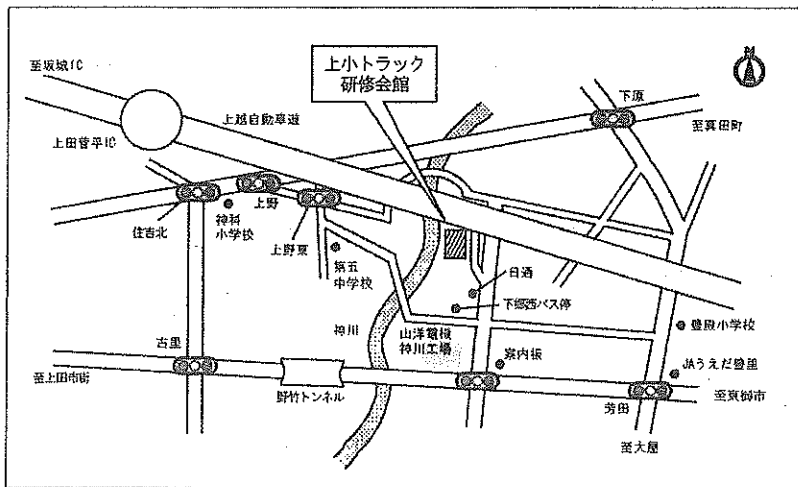 上小トラック
研修会館
至坂城IC
上田菅平IC
上越自動車道
下原
至真田町
N
住吉北
上野
神科
小学校
上野東
第五
中学校
日通
下郷西バス停
神川
山洋電機
神川工場
豊殿小学校
古里
案内板
JAうえだ豊里
至上田市街
野竹トンネル
芳田
至東御市
至大屋